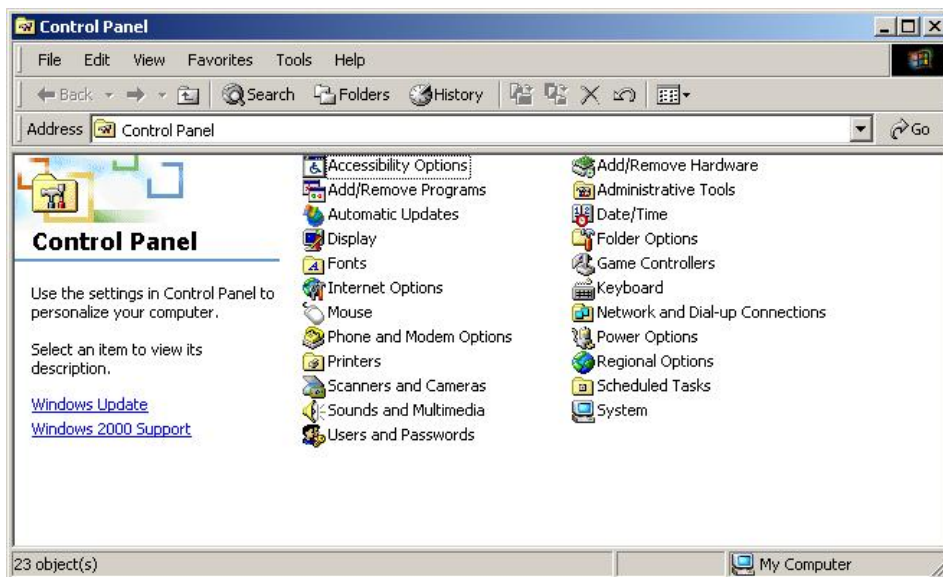 Control Panel
File Edit View Favorites Tools Help
Back Search Folders History
Address Control Panel Go
Control Panel
Use the settings in Control Panel to
personalize your computer.
Select an item to view its
description.
Windows Update
Windows 2000 Support
Accessibility Options
Add/Remove Programs
Automatic Updates
Display
Fonts
Internet Options
Mouse
Phone and Modem Options
Printers
Scanners and Cameras
Sounds and Multimedia
Users and Passwords
Add/Remove Hardware
Administrative Tools
Date/Time
Folder Options
Game Controllers
Keyboard
Network and Dial-up Connections
Power Options
Regional Options
Scheduled Tasks
System
23 object(s) My Computer